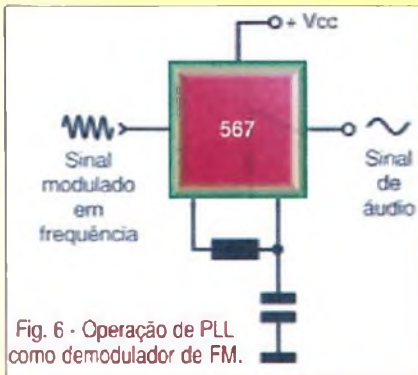 + Vcc
567
Sinal
modulado
em
frequência
Sinal
de
áudio
Fig. 6 - Operação de PLL
como demodulador de FM.